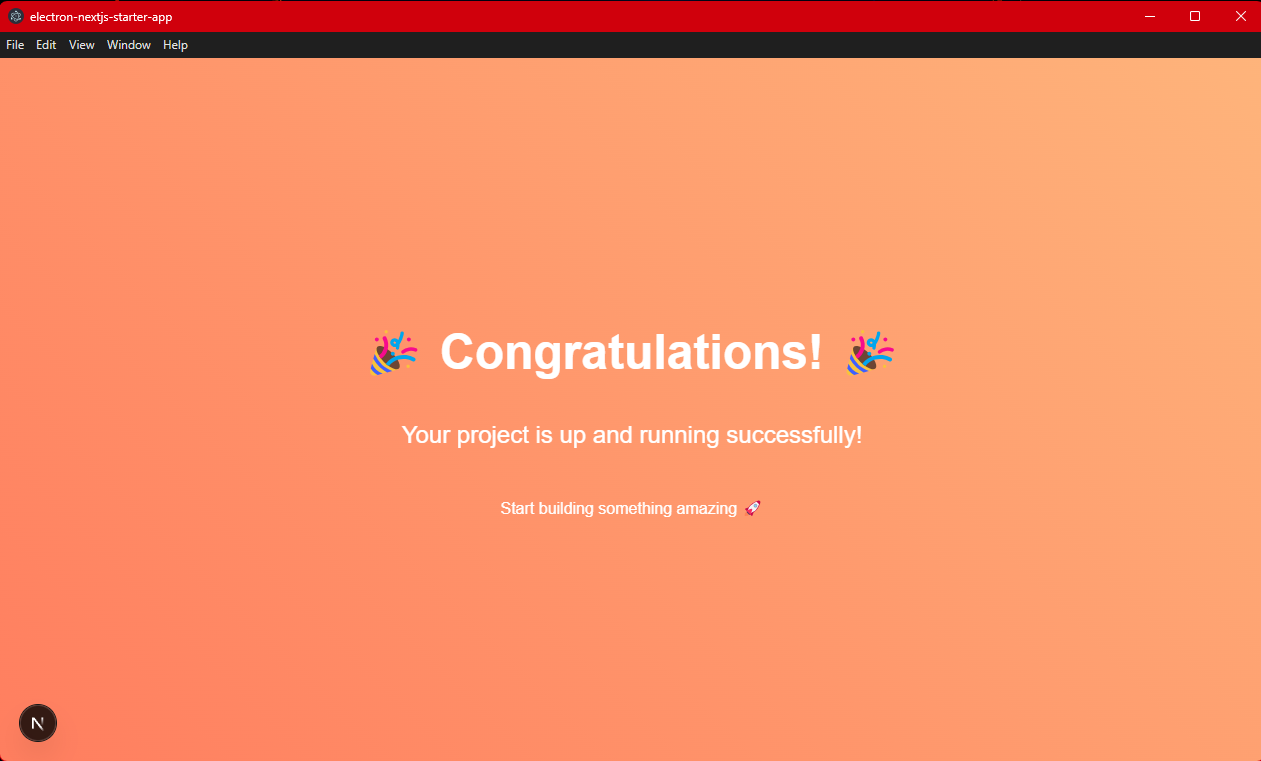 electron-nextjs-starter-app
File Edit View Window Help
🎉 Congratulations! 🎉
Your project is up and running successfully!
Start building something amazing 🚀
N